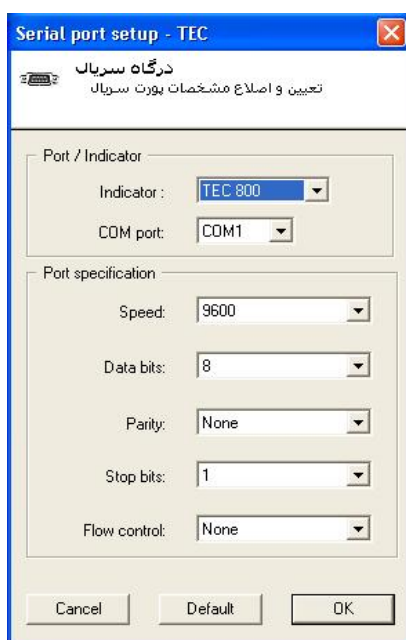 Serial port setup - TEC
درگاه سریال
تعیین و اصلاع مشخصات پورت سریال
Port / Indicator
Indicator : TEC 800
COM port: COM1
Port specification
Speed: 9600
Data bits: 8
Parity: None
Stop bits: 1
Flow control: None
Cancel Default OK